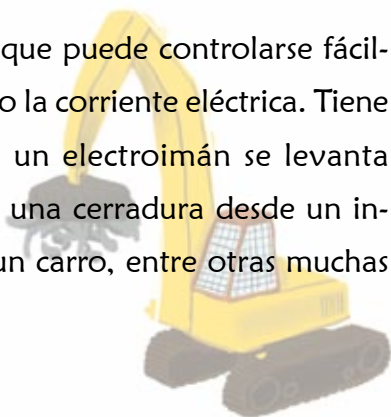 que puede controlarse fácil-
o la corriente eléctrica. Tiene
un electroimán se levanta
una cerradura desde un in-
un carro, entre otras muchas